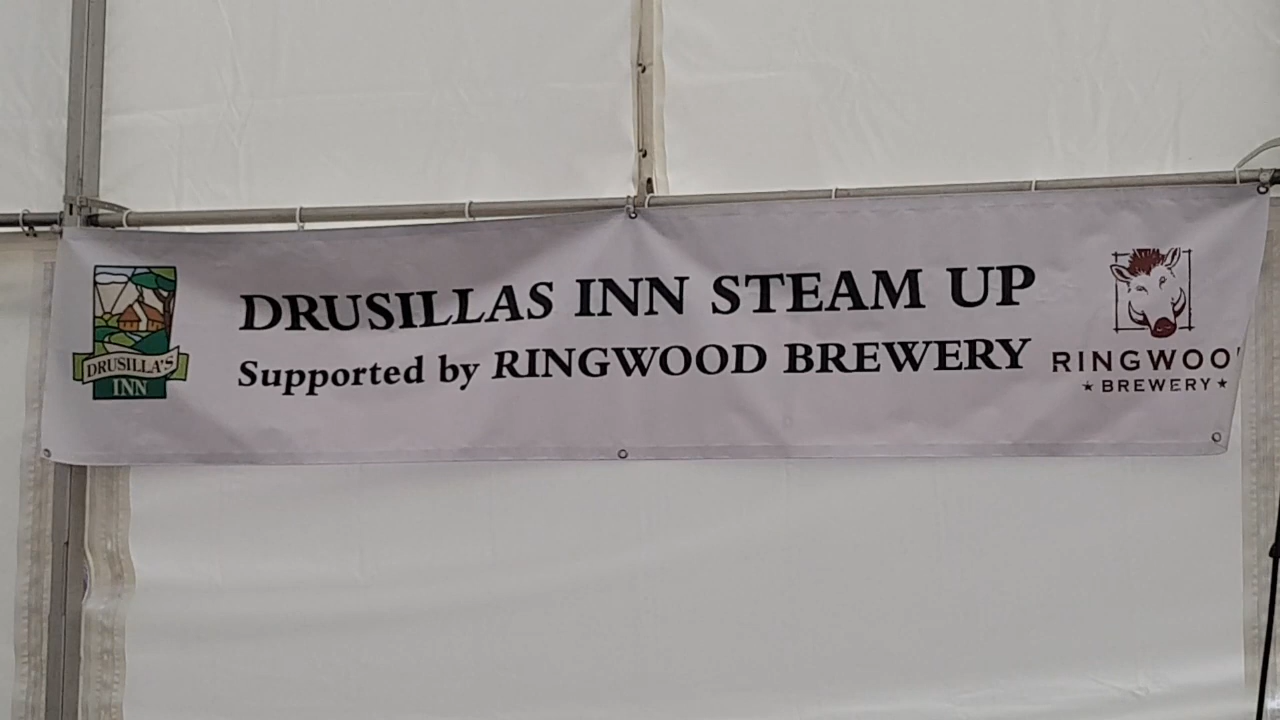 DRUSILLAS INN STEAM UP
Supported by RINGWOOD BREWERY
DRUSILLA'S
INN
RINGWOO
★ BREWERY ★